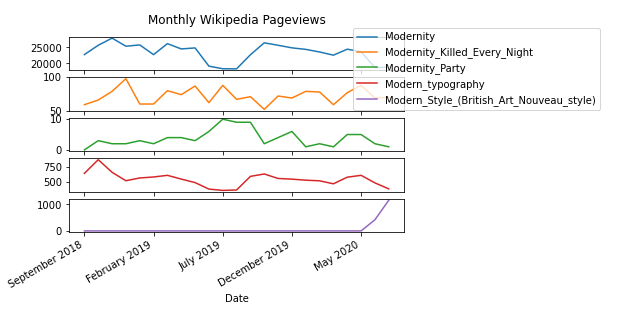 Monthly Wikipedia Pageviews
Modernity
Modernity_Killed_Every_Night
Modernity_Party
Modern_typography
Modern_Style_(British_Art_Nouveau_style)
25000
20000
100
50
10
0
750
500
1000
0
September 2018
February 2019
July 2019
December 2019
May 2020
Date